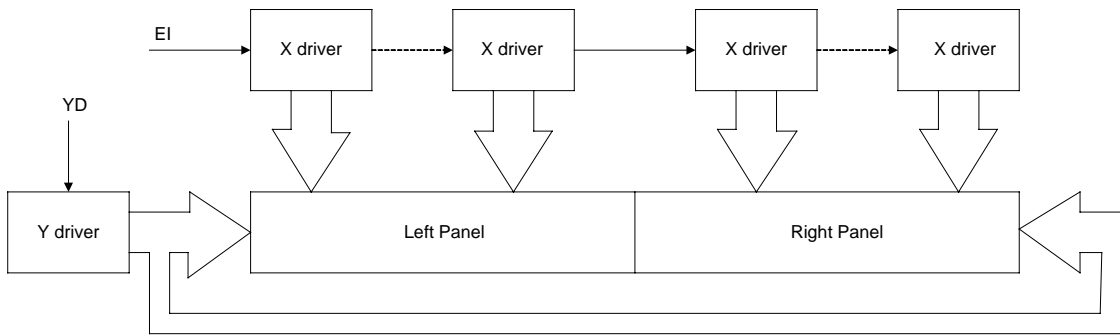 EI
X driver
X driver
X driver
X driver
YD
Y driver
Left Panel
Right Panel